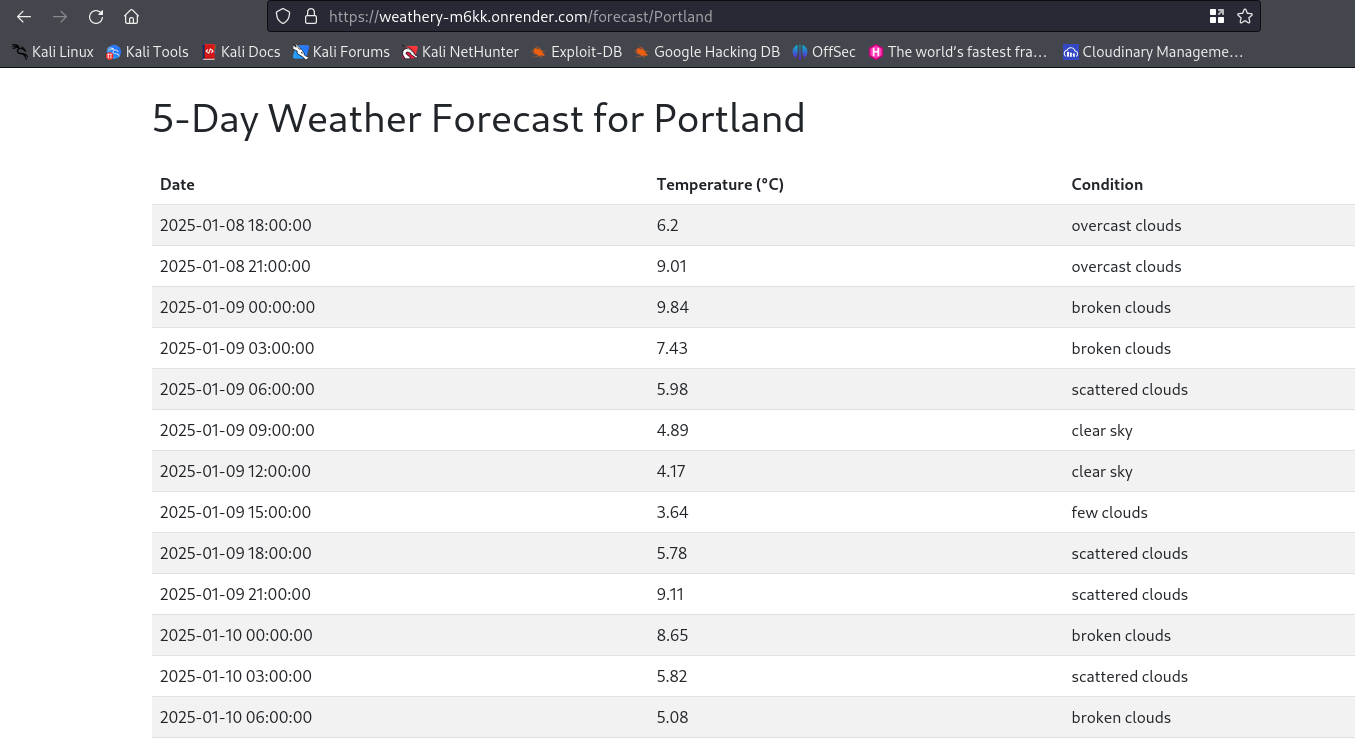 https://weathery-m6kk.onrender.com/forecast/Portland
Kali Linux Kali Tools Kali Docs Kali Forums Kali NetHunter Exploit-DB Google Hacking DB OffSec The world’s fastest fra… Cloudinary Manageme…
5-Day Weather Forecast for Portland
Date Temperature (°C) Condition
2025-01-08 18:00:00 6.2 overcast clouds
2025-01-08 21:00:00 9.01 overcast clouds
2025-01-09 00:00:00 9.84 broken clouds
2025-01-09 03:00:00 7.43 broken clouds
2025-01-09 06:00:00 5.98 scattered clouds
2025-01-09 09:00:00 4.89 clear sky
2025-01-09 12:00:00 4.17 clear sky
2025-01-09 15:00:00 3.64 few clouds
2025-01-09 18:00:00 5.78 scattered clouds
2025-01-09 21:00:00 9.11 scattered clouds
2025-01-10 00:00:00 8.65 broken clouds
2025-01-10 03:00:00 5.82 scattered clouds
2025-01-10 06:00:00 5.08 broken clouds